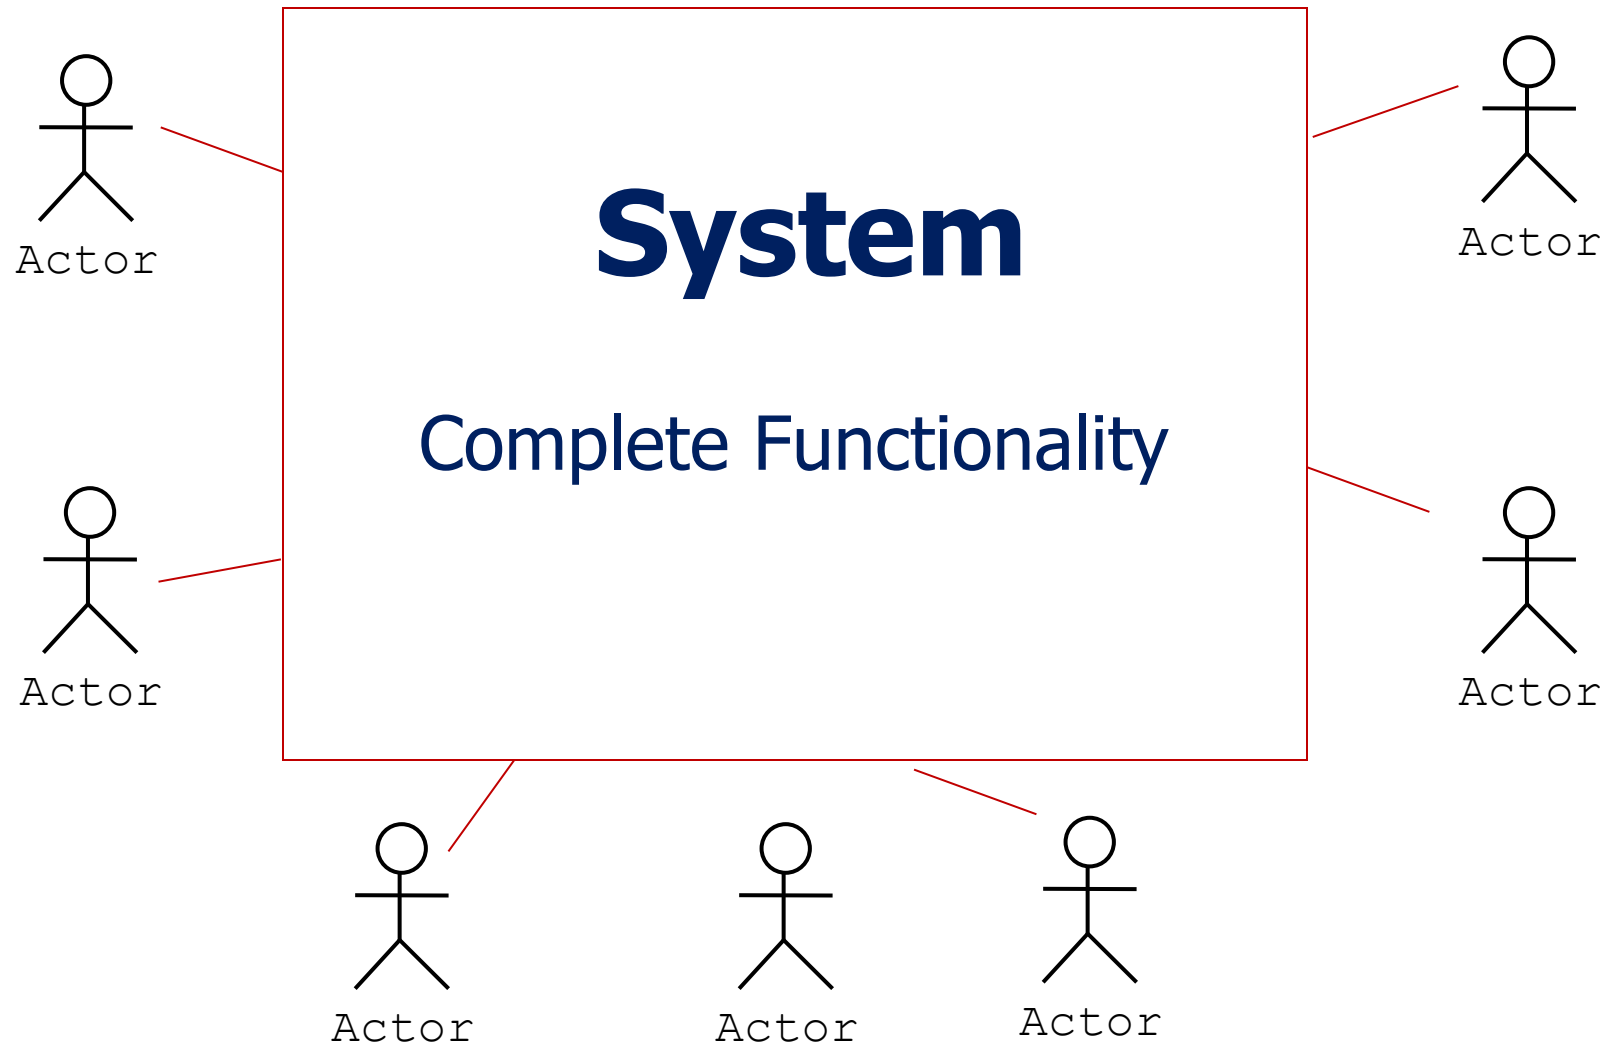 System
Complete Functionality
Actor
Actor
Actor
Actor
Actor
Actor
Actor